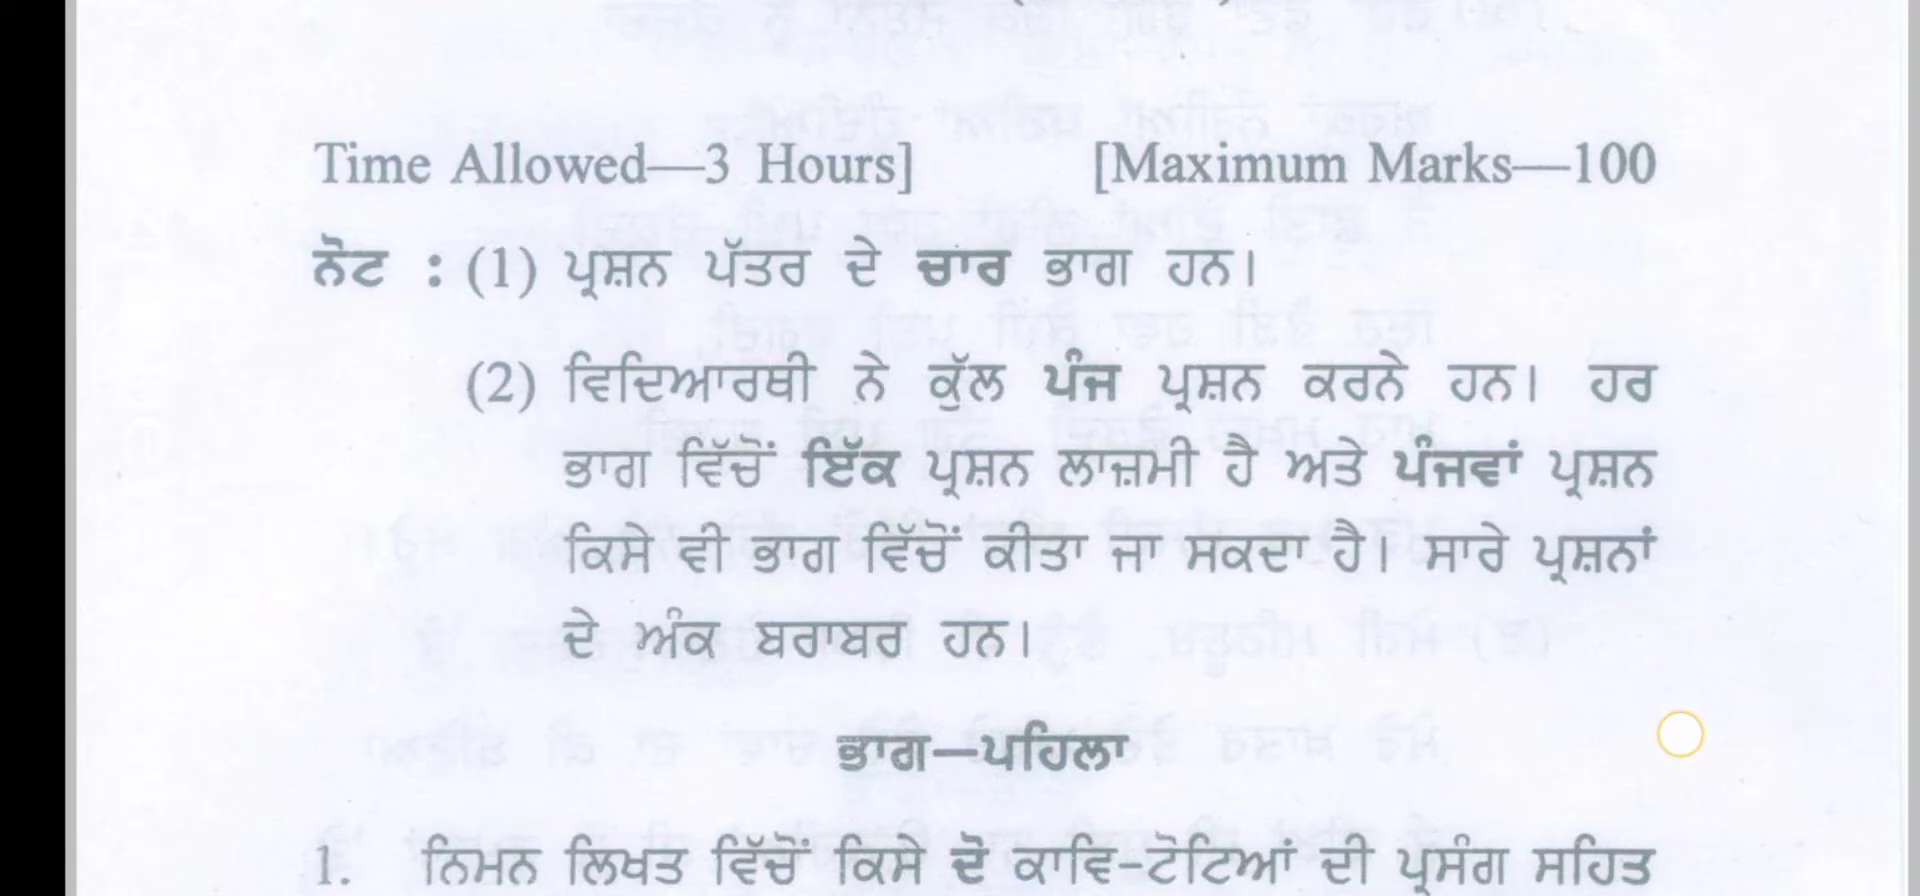 Time Allowed—3 Hours] [Maximum Marks—100
ਨੋਟ : (1) ਪ੍ਰਸ਼ਨ ਪੱਤਰ ਦੇ ਚਾਰ ਭਾਗ ਹਨ।
(2) ਵਿਦਿਆਰਥੀ ਨੇ ਕੁੱਲ ਪੰਜ ਪ੍ਰਸ਼ਨ ਕਰਨੇ ਹਨ। ਹਰ
ਭਾਗ ਵਿੱਚੋਂ ਇੱਕ ਪ੍ਰਸ਼ਨ ਲਾਜ਼ਮੀ ਹੈ ਅਤੇ ਪੰਜਵਾਂ ਪ੍ਰਸ਼ਨ
ਕਿਸੇ ਵੀ ਭਾਗ ਵਿੱਚੋਂ ਕੀਤਾ ਜਾ ਸਕਦਾ ਹੈ। ਸਾਰੇ ਪ੍ਰਸ਼ਨਾਂ
ਦੇ ਅੰਕ ਬਰਾਬਰ ਹਨ।
ਭਾਗ—ਪਹਿਲਾ
1. ਨਿਮਨ ਲਿਖਤ ਵਿੱਚੋਂ ਕਿਸੇ ਦੋ ਕਾਵਿ-ਟੋਟਿਆਂ ਦੀ ਪ੍ਰਸੰਗ ਸਹਿਤ